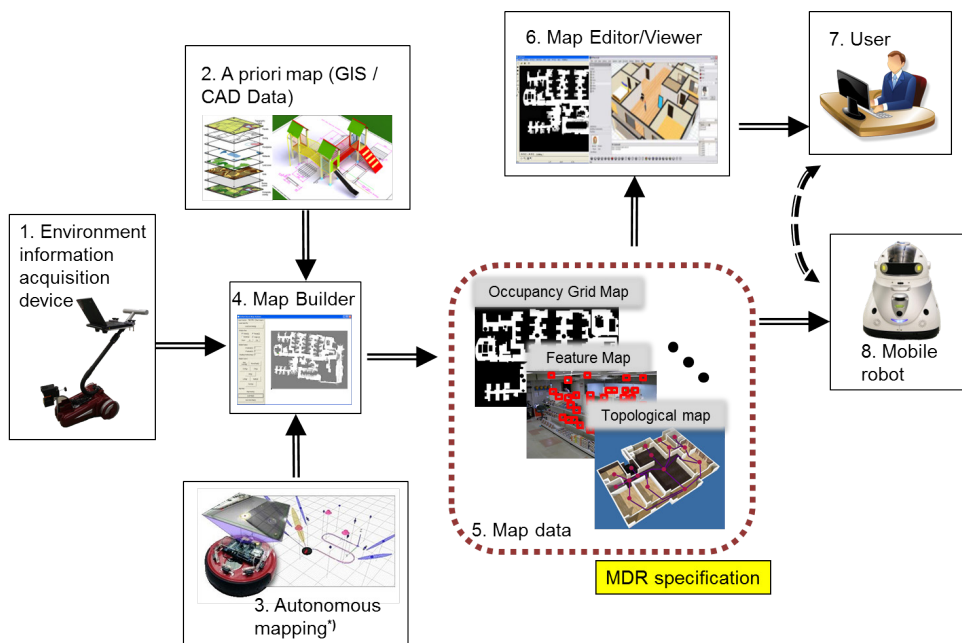 1. Environment
information
acquisition
device
2. A priori map (GIS /
CAD Data)
3. Autonomous
mapping*)
4. Map Builder
Occupancy Grid Map
Feature Map
Topological map
5. Map data
MDR specification
6. Map Editor/Viewer
7. User
8. Mobile
robot